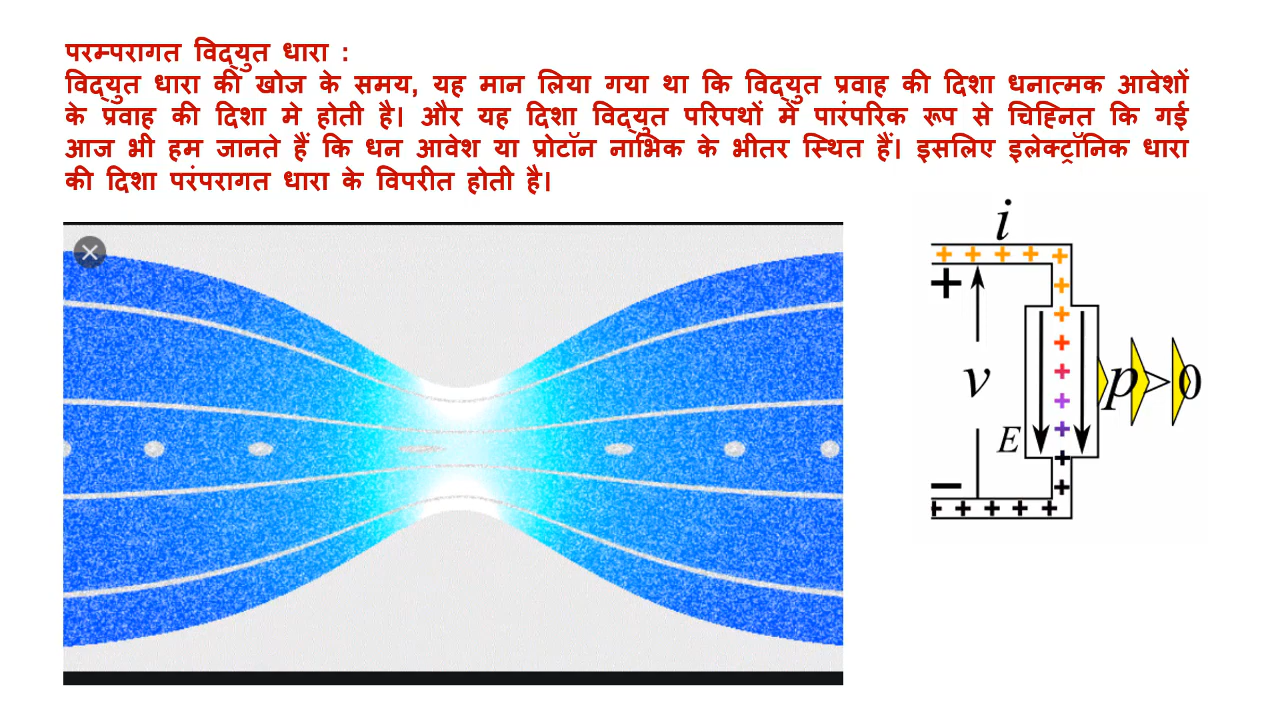 परम्परागत विद्युत धारा :
विद्युत धारा की खोज के समय, यह मान लिया गया था कि विद्युत प्रवाह की दिशा धनात्मक आवेशों
के प्रवाह की दिशा मे होती है। और यह दिशा विद्युत परिपथों में पारंपरिक रूप से चिह्नित कि गई
आज भी हम जानते हैं कि धन आवेश या प्रोटॉन नाभिक के भीतर स्थित हैं। इसलिए इलेक्ट्रॉनिक धारा
की दिशा परंपरागत धारा के विपरीत होती है।
i
+ + + + +
+
+
+
v
+
+
p > 0
+
+
E
+
+
−
+
+ + + + +